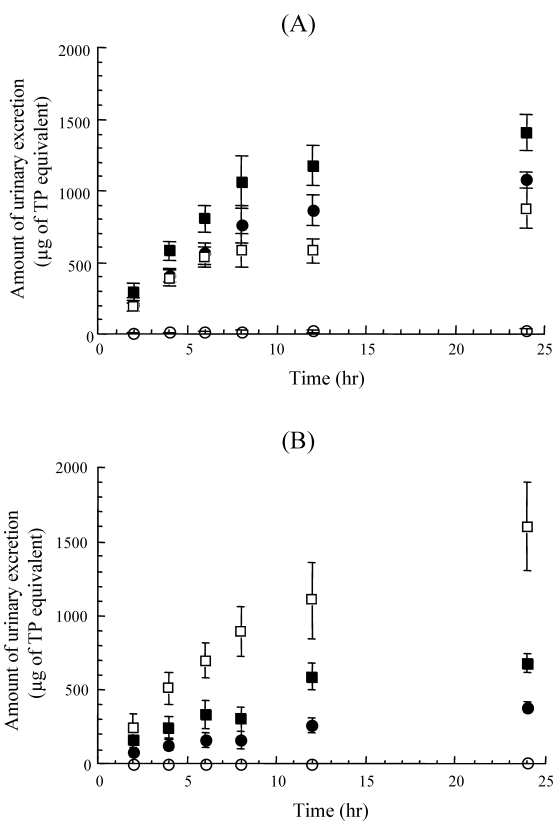 (A)
2000
1500
1000
500
0
Amount of urinary excretion
(μg of TP equivalent)
0 5 10 15 20 25
Time (hr)
(B)
2000
1500
1000
500
0
Amount of urinary excretion
(μg of TP equivalent)
0 5 10 15 20 25
Time (hr)